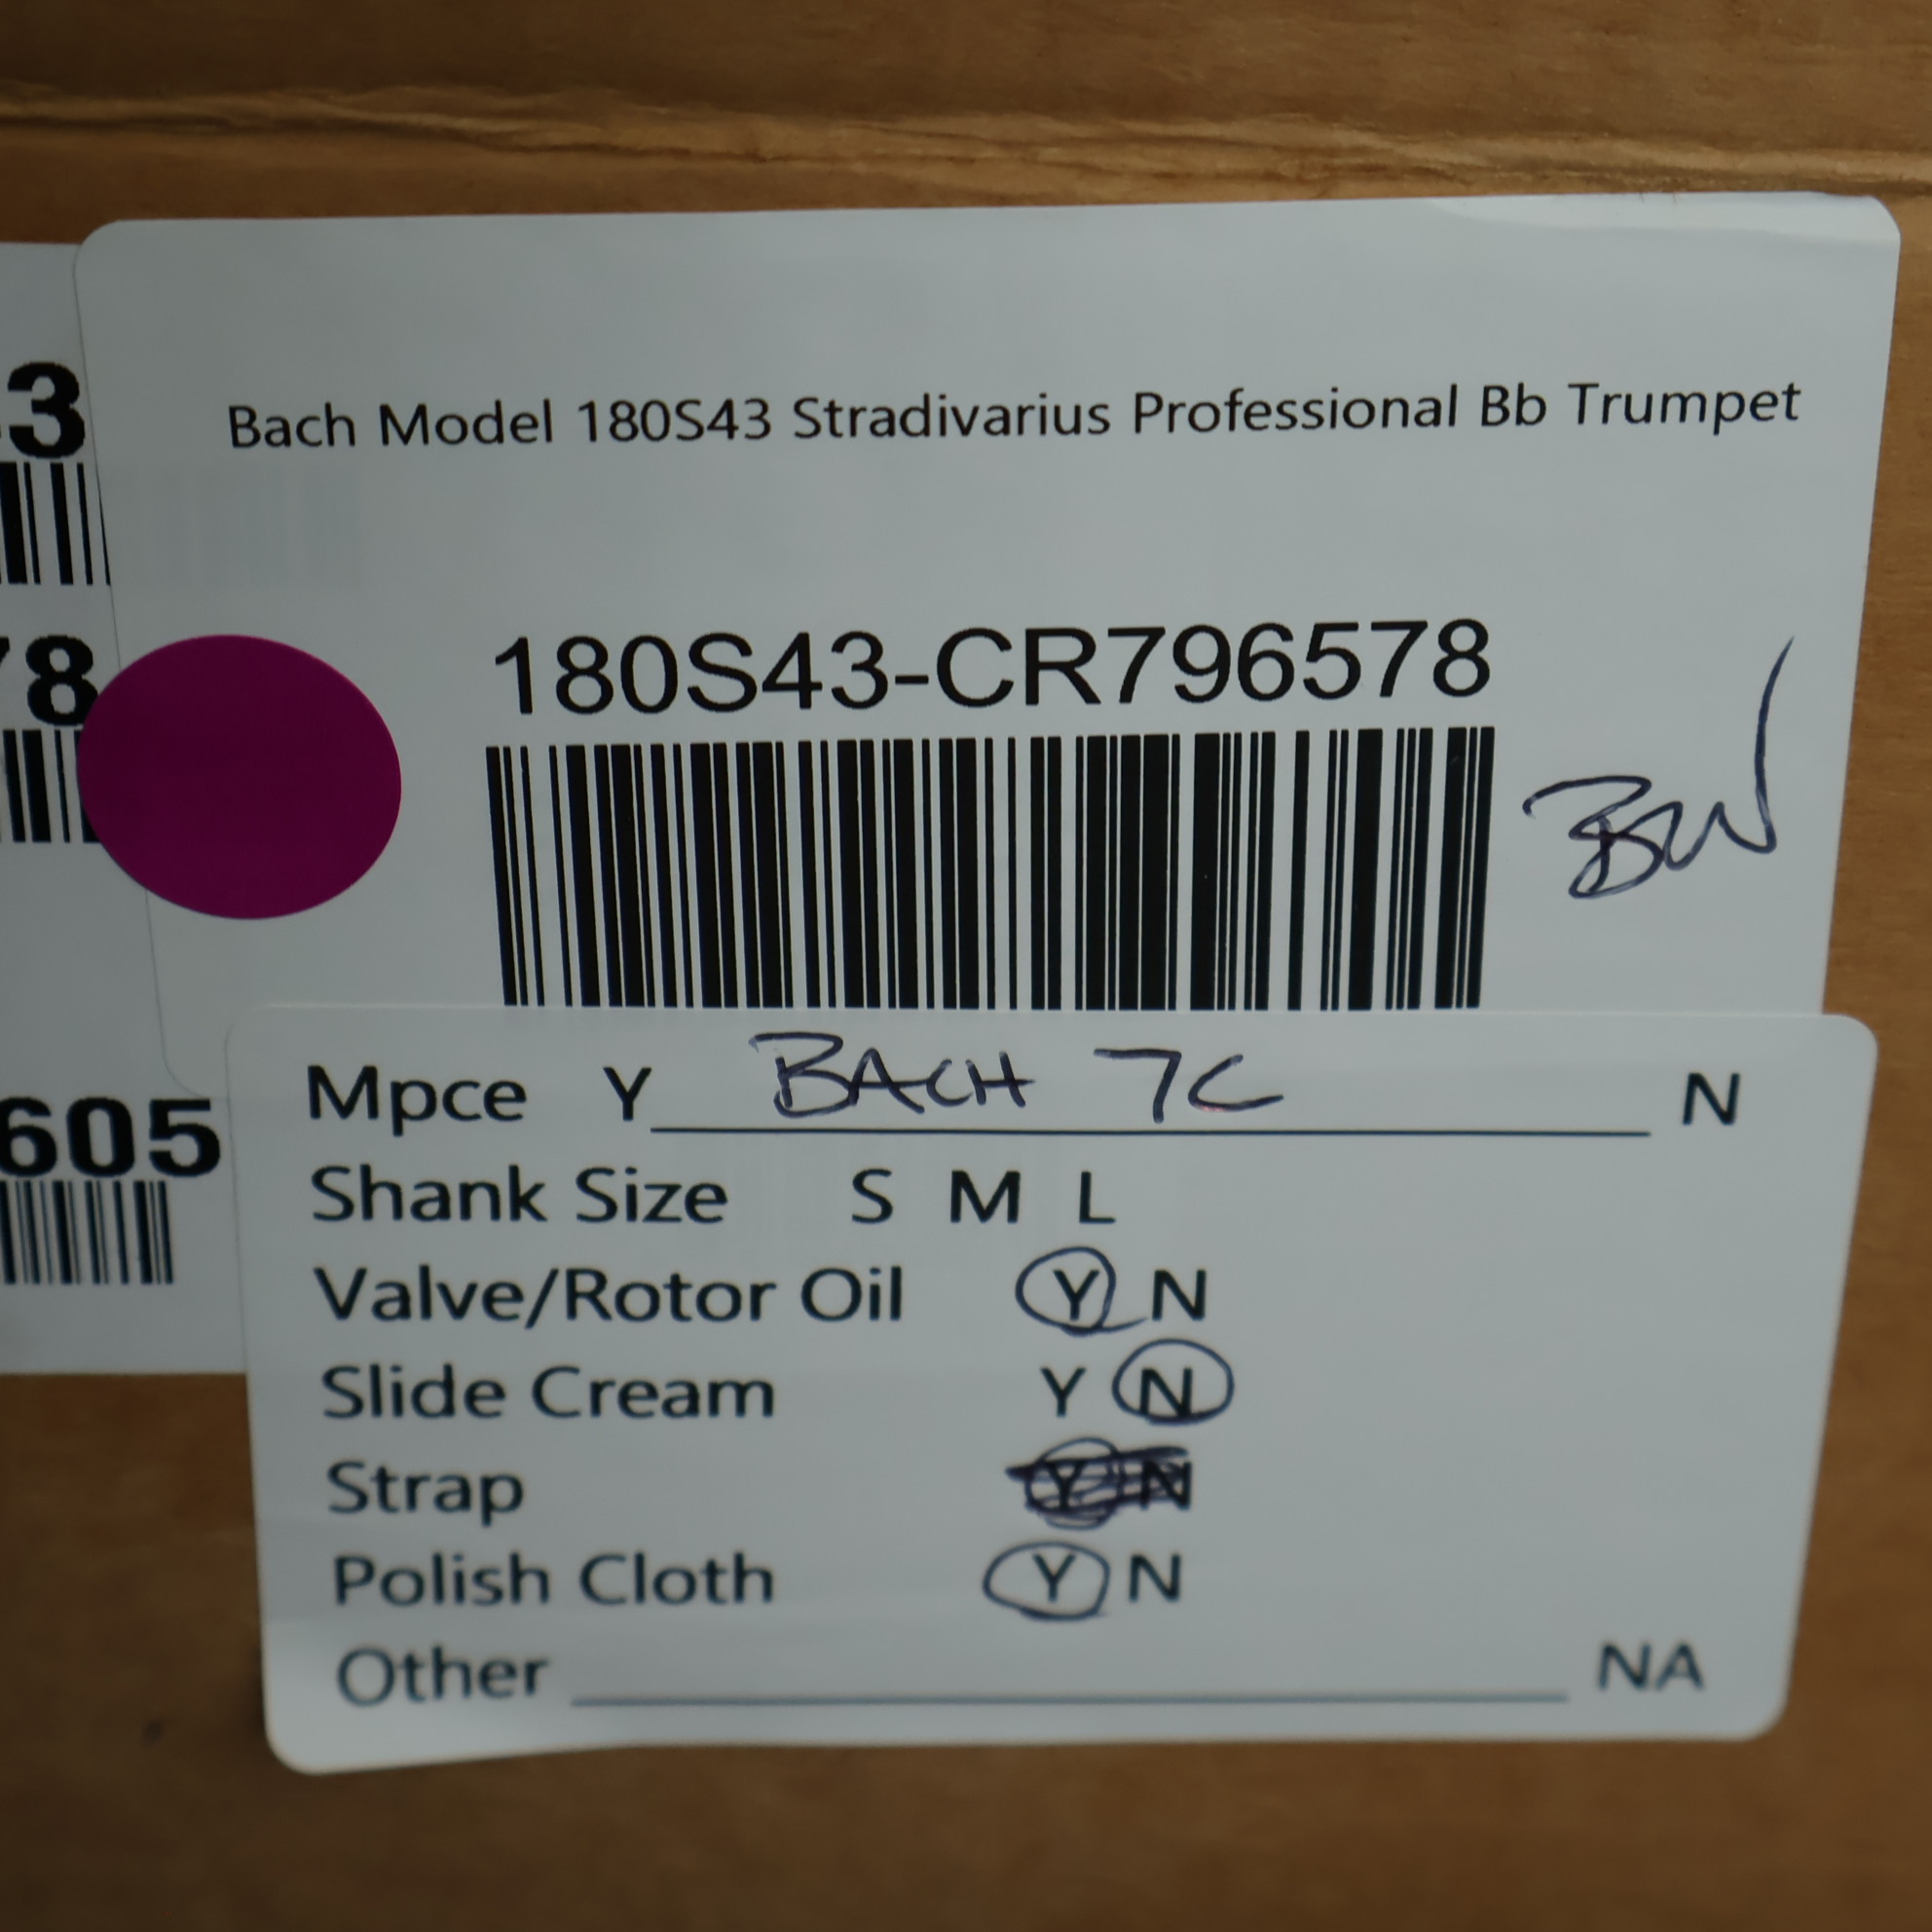 3
Bach Model 180S43 Stradivarius Professional Bb Trumpet
78
180S43-CR796578
BW
605
Mpce Y BACH 7C N
Shank Size S M L
Valve/Rotor Oil Y N
Slide Cream Y N
Strap Y N
Polish Cloth Y N
Other NA